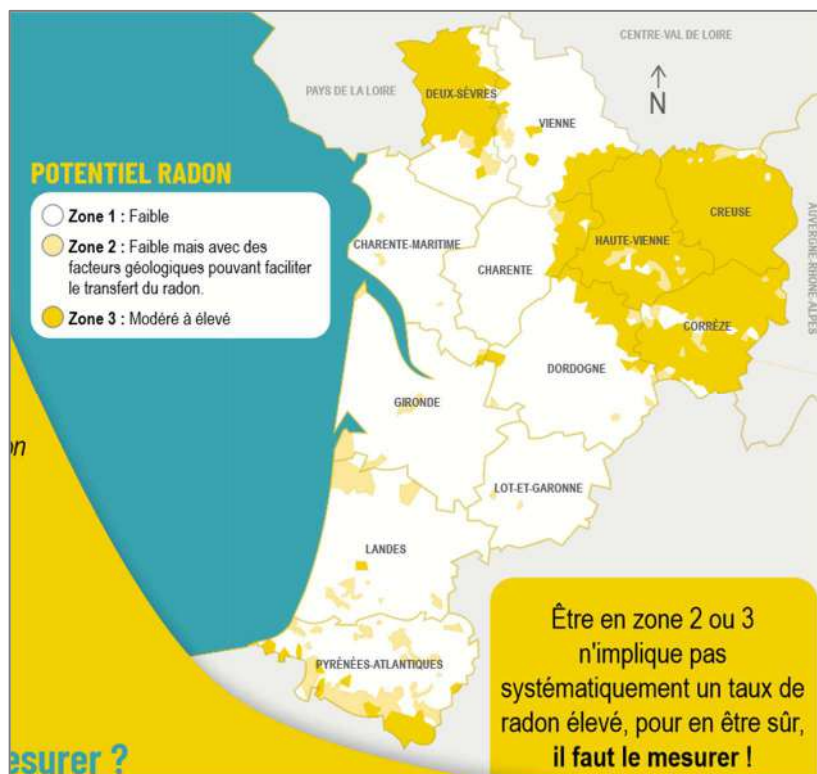 CENTRE-VAL DE LOIRE
PAYS DE LA LOIRE
DEUX-SÈVRES
N
VIENNE
POTENTIEL RADON
Zone 1 : Faible
Zone 2 : Faible mais avec des
facteurs géologiques pouvant faciliter
le transfert du radon.
Zone 3 : Modéré à élevé
CHARENTE-MARITIME
CHARENTE
HAUTE-VIENNE
CREUSE
AUVERGNE-RHONE-ALPES
CORRÈZE
DORDOGNE
GIRONDE
on
LOT-ET-GARONNE
LANDES
PYRÉNÉES-ATLANTIQUES
Être en zone 2 ou 3
n'implique pas
systématiquement un taux de
radon élevé, pour en être sûr,
il faut le mesurer !
esurer ?